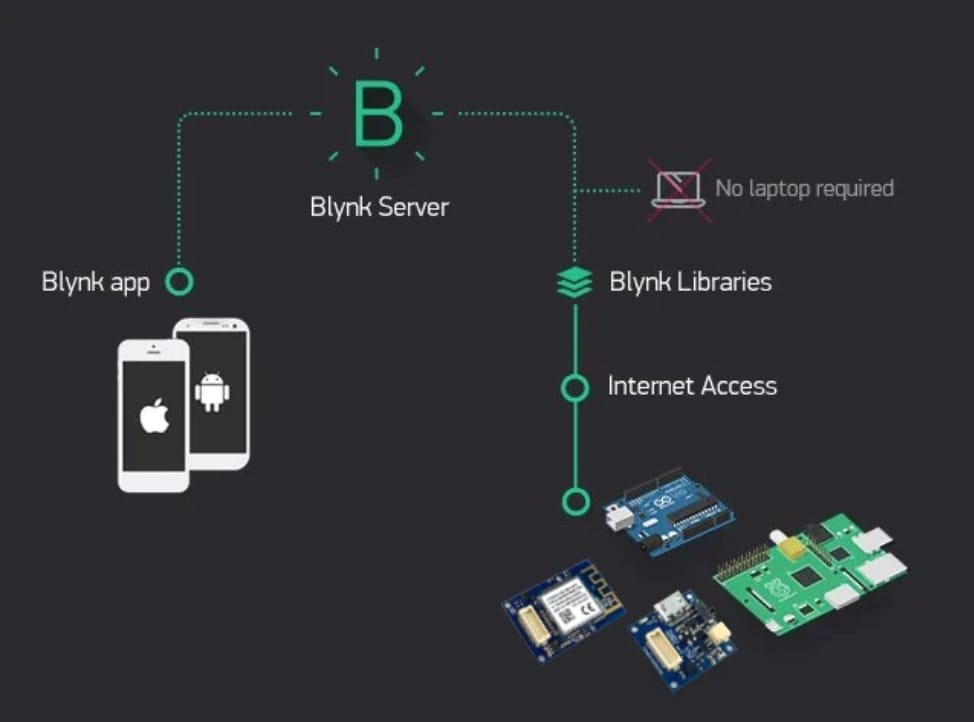 B
Blynk Server
No laptop required
Blynk app
Blynk Libraries
Internet Access